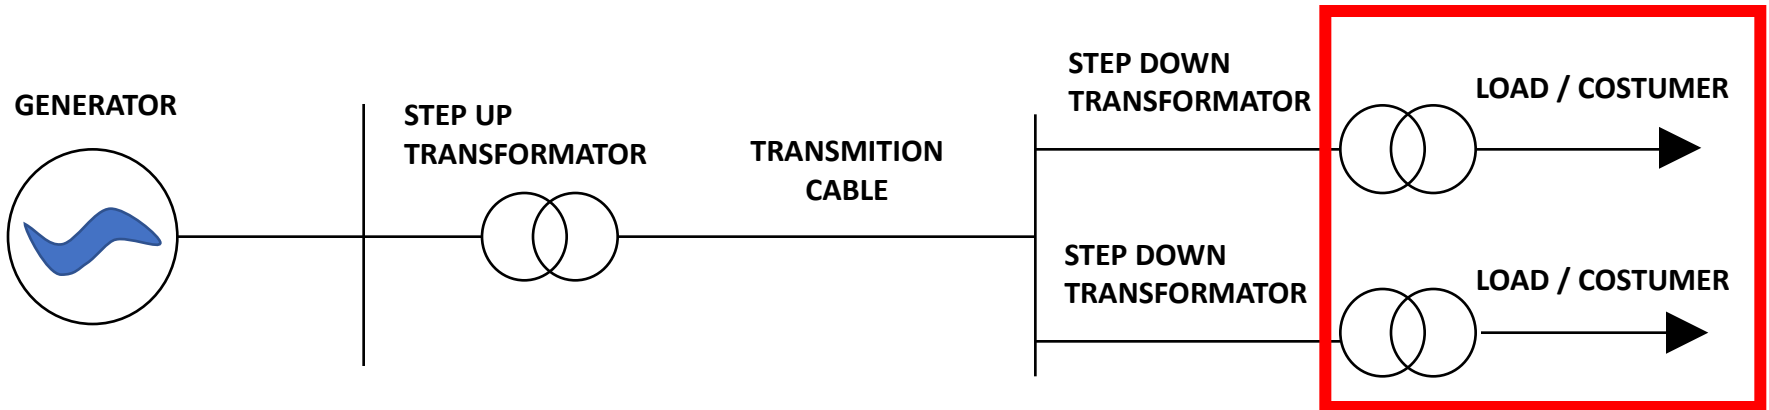 GENERATOR
STEP UP
TRANSFORMATOR
TRANSMITION
CABLE
STEP DOWN
TRANSFORMATOR
LOAD / COSTUMER
STEP DOWN
TRANSFORMATOR
LOAD / COSTUMER